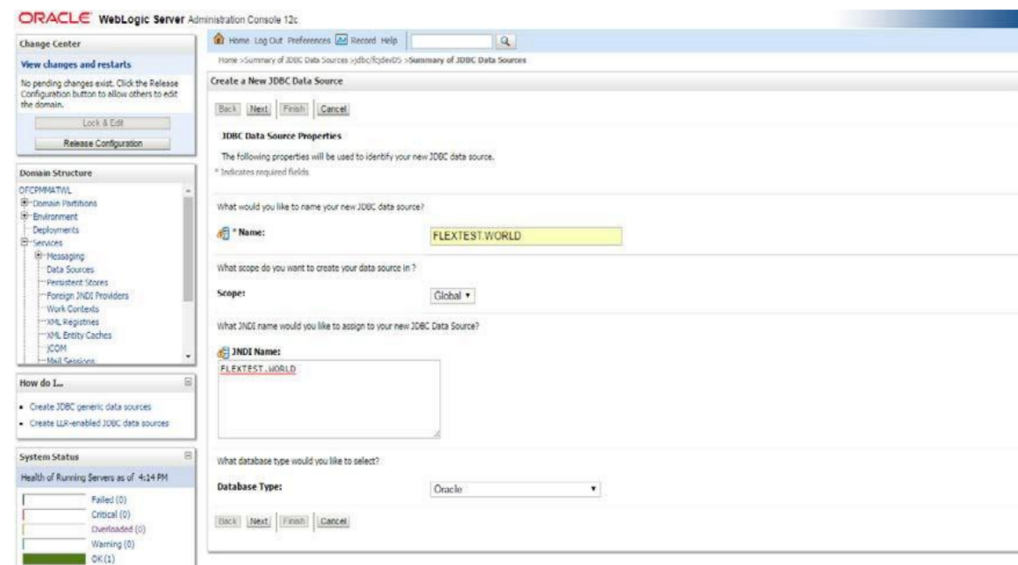 ORACLE WebLogic Server Administration Console 12c
Change Center
View changes and restarts
No pending changes exist. Click the Release
Configuration button to allow others to edit
the domain.
Lock & Edit
Release Configuration
Domain Structure
OFCPMMATWL
Domain Partitions
Environment
Deployments
Services
Messaging
Data Sources
Persistent Stores
Foreign JNDI Providers
Work Contexts
XML Registries
XML Entity Caches
jCOM
Mail Sessions
How do I...
Create JDBC generic data sources
Create LLR-enabled JDBC data sources
System Status
Health of Running Servers as of 4:14 PM
Failed (0)
Critical (0)
Overloaded (0)
Warning (0)
OK (1)
Home Log Out Preferences Record Help
Home >Summary of JDBC Data Sources >jdbc/fcjdevDS >Summary of JDBC Data Sources
Create a New JDBC Data Source
Back Next Finish Cancel
JDBC Data Source Properties
The following properties will be used to identify your new JDBC data source.
* Indicates required fields
What would you like to name your new JDBC data source?
* Name: FLEXTEST.WORLD
What scope do you want to create your data source in ?
Scope: Global
What JNDI name would you like to assign to your new JDBC Data Source?
JNDI Name:
FLEXTEST.WORLD
What database type would you like to select?
Database Type: Oracle
Back Next Finish Cancel